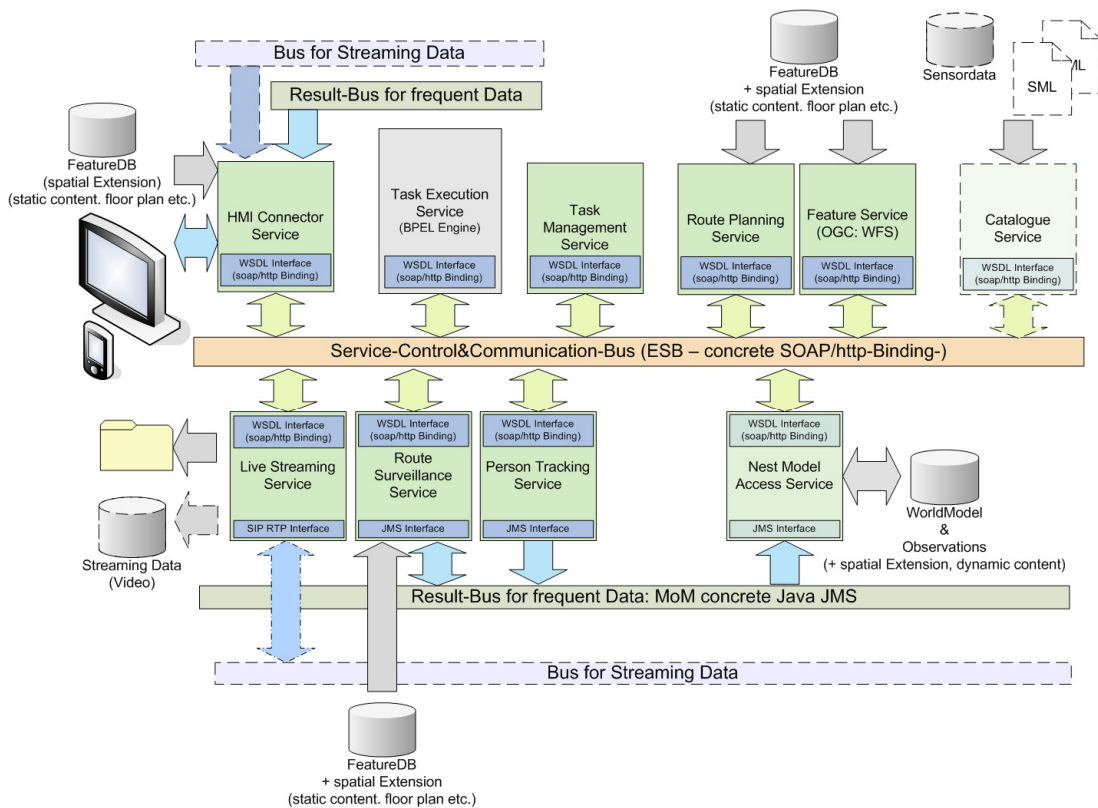 Bus for Streaming Data
Result-Bus for frequent Data
FeatureDB
+ spatial Extension
(static content. floor plan etc.)
Sensordata
SML
ML
FeatureDB
(spatial Extension)
(static content. floor plan etc.)
HMI Connector
Service
WSDL Interface
(soap/http Binding)
Task Execution
Service
(BPEL Engine)
WSDL Interface
(soap/http Binding)
Task
Management
Service
WSDL Interface
(soap/http Binding)
Route Planning
Service
WSDL Interface
(soap/http Binding)
Feature Service
(OGC: WFS)
WSDL Interface
(soap/http Binding)
Catalogue
Service
WSDL Interface
(soap/http Binding)
Service-Control&Communication-Bus (ESB – concrete SOAP/http-Binding-)
WSDL Interface
(soap/http Binding)
Live Streaming
Service
SIP RTP Interface
WSDL Interface
(soap/http Binding)
Route
Surveillance
Service
JMS Interface
WSDL Interface
(soap/http Binding)
Person Tracking
Service
JMS Interface
WSDL Interface
(soap/http Binding)
Nest Model
Access Service
JMS Interface
WorldModel
&
Observations
(+ spatial Extension, dynamic content)
Streaming Data
(Video)
Result-Bus for frequent Data: MoM concrete Java JMS
Bus for Streaming Data
FeatureDB
+ spatial Extension
(static content. floor plan etc.)